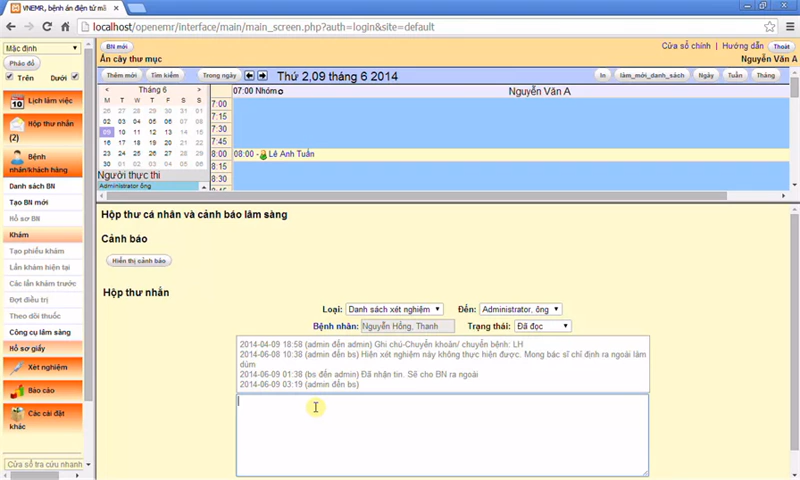 VNEMR, bệnh án điện tử mã
localhost/openemr/interface/main/main_screen.php?auth=login&site=default
Mặc định
Phác đồ
Trên Dưới
Lịch làm việc
Hộp thư nhắn
(2)
Bệnh
nhân/khách hàng
Danh sách BN
Tạo BN mới
Hồ sơ BN
Khám
Tạo phiếu khám
Lần khám hiện tại
Các lần khám trước
Đợt điều trị
Theo dõi thuốc
Công cụ lâm sàng
Hồ sơ giấy
Xét nghiệm
Báo cáo
Các cài đặt
khác
Cửa sổ tra cứu nhanh
BN mới
Cửa sổ chính | Hướng dẫn Thoát
Ẩn cây thư mục
Nguyễn Văn A
Thêm mới Tìm kiếm Trong ngày Thứ 2,09 tháng 6 2014 In làm_mới_danh_sách Ngày Tuần Tháng
< Tháng 6 >
M T W T F S S
26 27 28 29 30 31 01
02 03 04 05 06 07 08
09 10 11 12 13 14 15
16 17 18 19 20 21 22
23 24 25 26 27 28 29
30 01 02 03 04 05 06
Người thực thi
Administrator ông
07:00 Nhóm Nguyễn Văn A
7:00
7:15
7:30
7:45
8:00 08:00 - Lê Anh Tuấn
8:15
8:30
8:45
Hộp thư cá nhân và cảnh báo lâm sàng
Cảnh báo
Hiển thị cảnh báo
Hộp thư nhắn
Loại: Danh sách xét nghiệm Đến: Administrator, ông
Bệnh nhân: Nguyễn Hồng, Thanh Trạng thái: Đã đọc
2014-04-09 18:58 (admin đến admin) Ghi chú-Chuyển khoản/ chuyển bệnh: LH
2014-06-08 10:38 (admin đến bs) Hiện xét nghiệm này không thực hiện được. Mong bác sĩ chỉ định ra ngoài làm
dùm
2014-06-09 01:38 (bs đến admin) Đã nhận tin. Sẽ cho BN ra ngoài
2014-06-09 03:19 (admin đến bs)